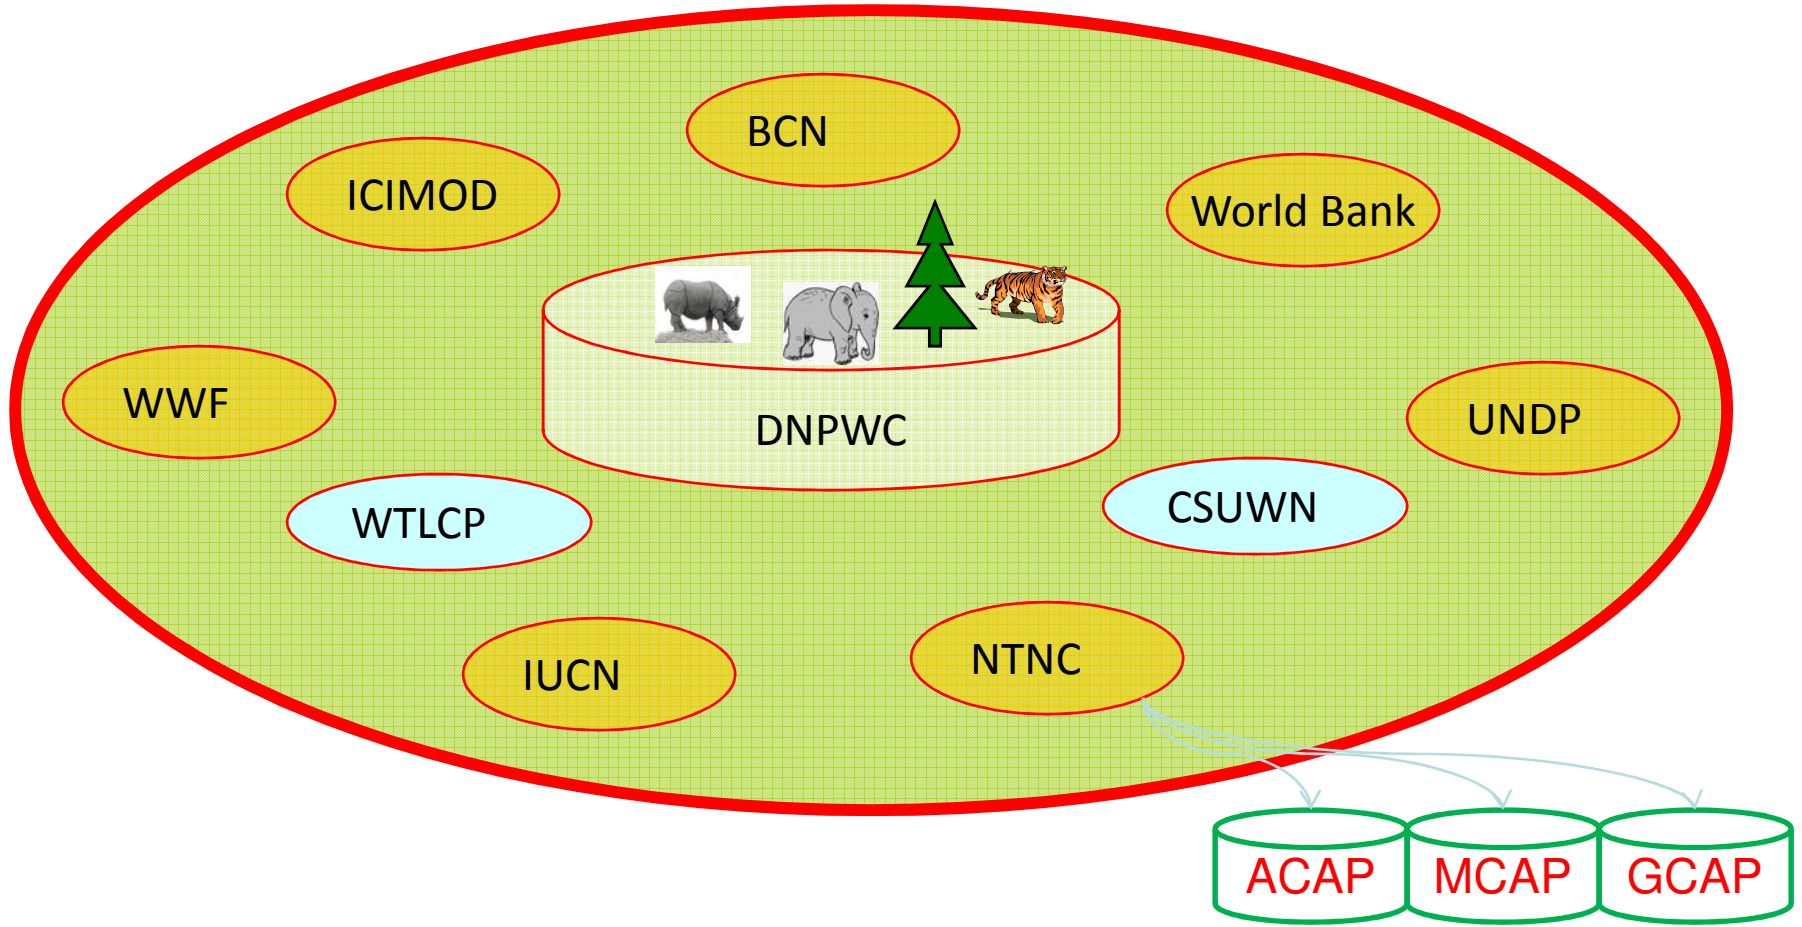 BCN
ICIMOD
World Bank
WWF
DNPWC
UNDP
WTLCP
CSUWN
IUCN
NTNC
ACAP
MCAP
GCAP